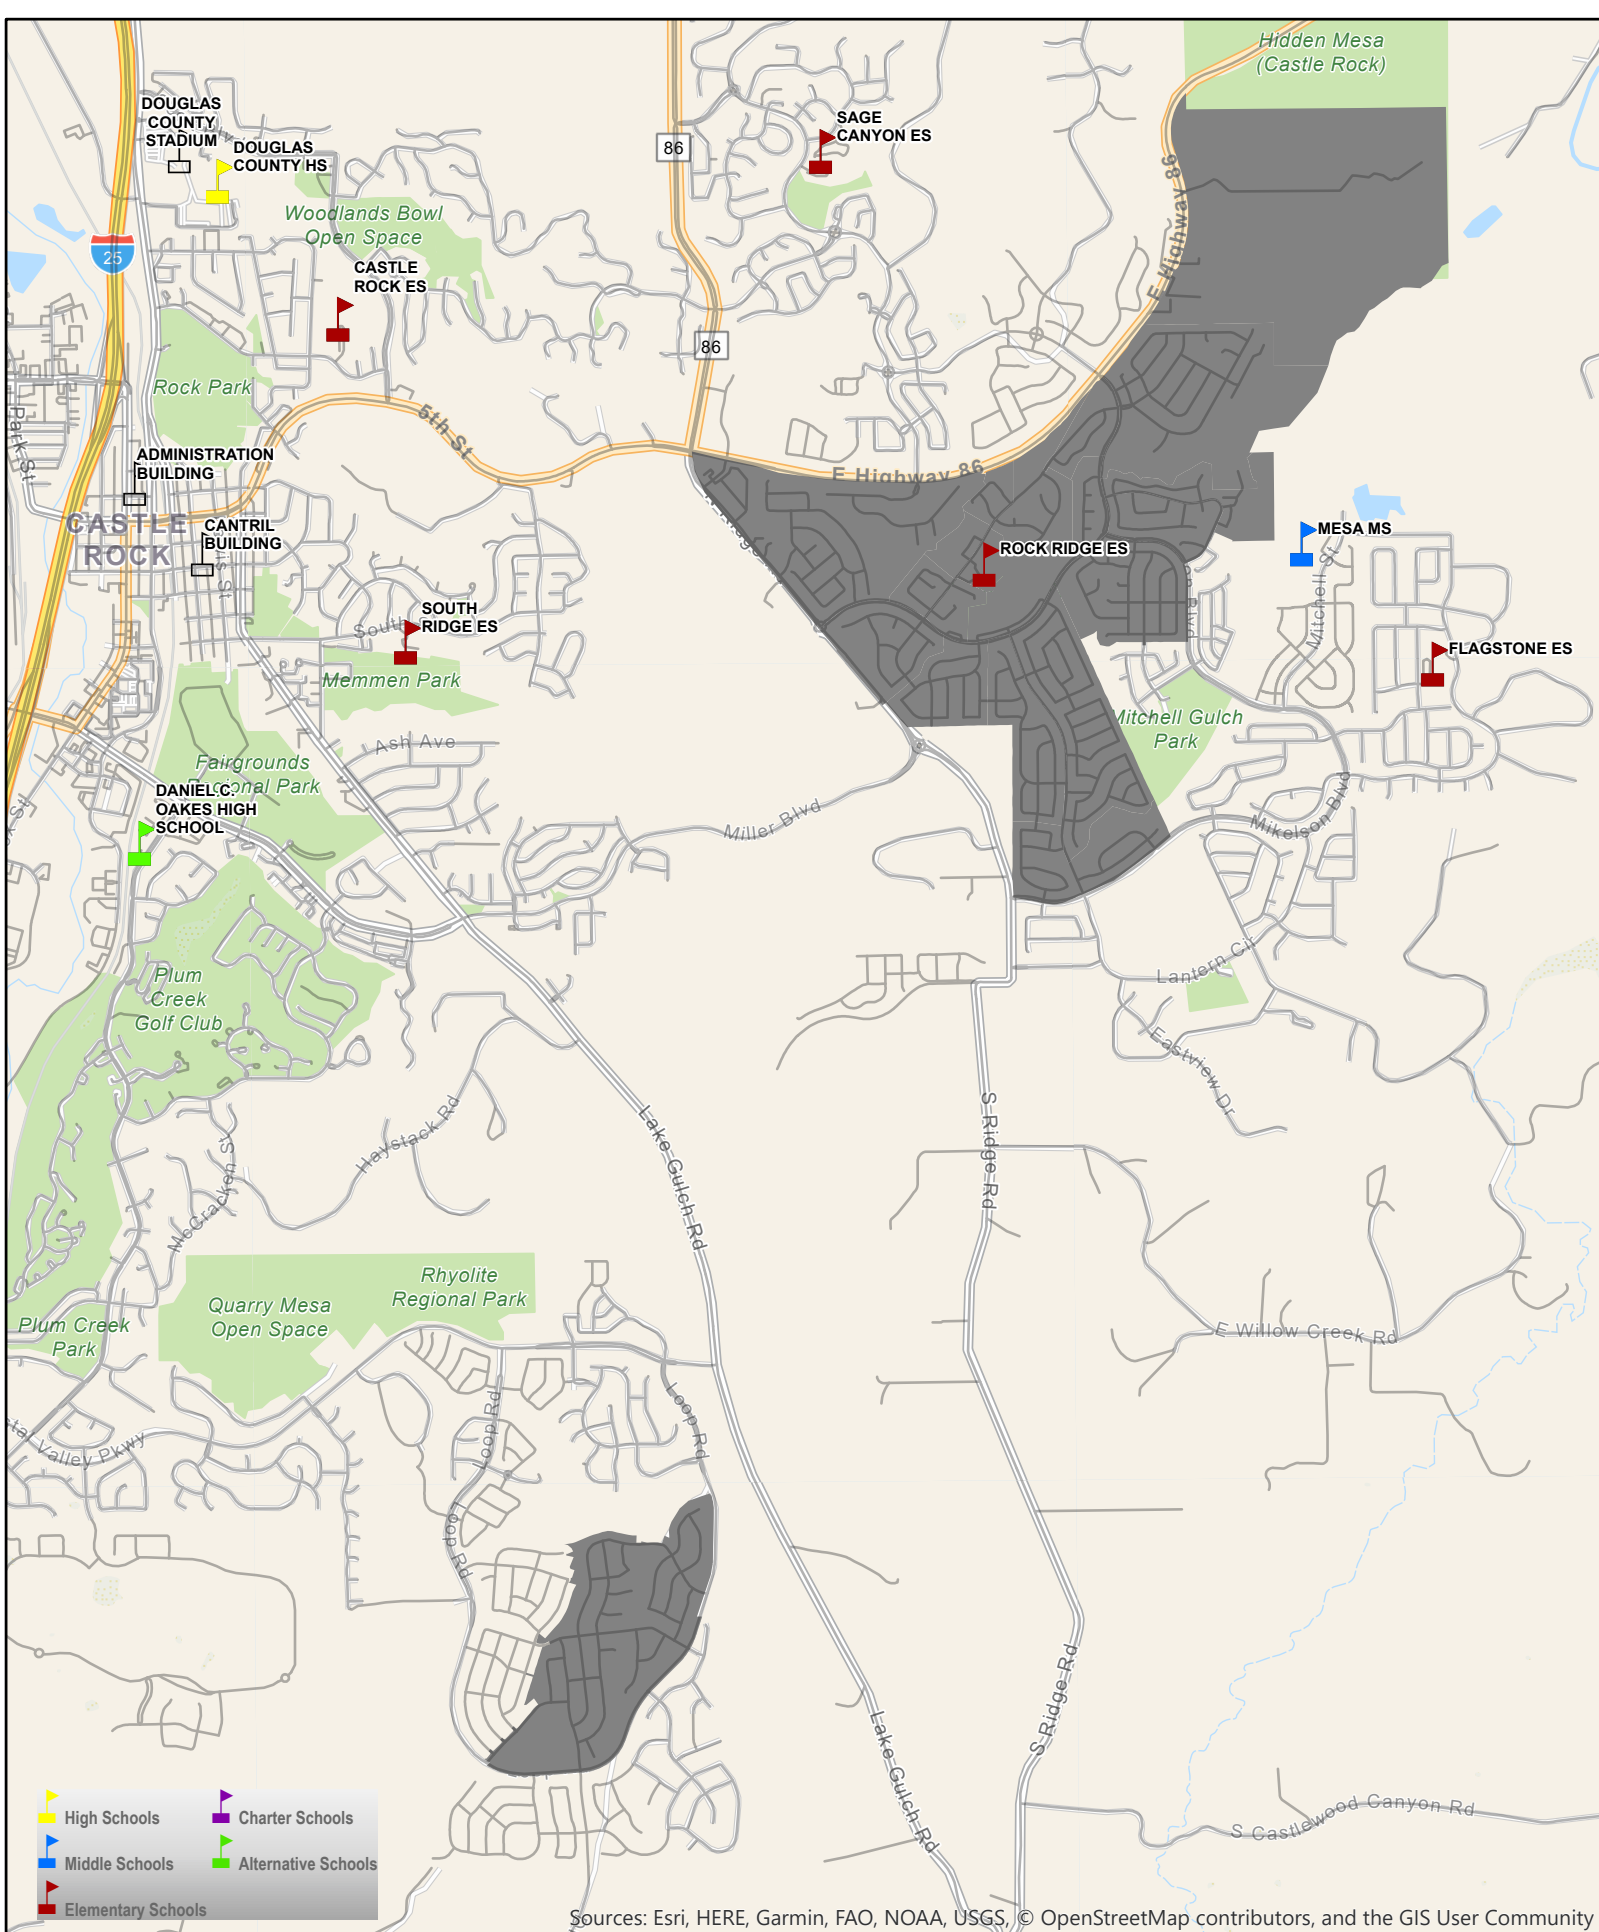 Hidden Mesa
(Castle Rock)
DOUGLAS
COUNTY
STADIUM
DOUGLAS
COUNTY HS
SAGE
CANYON ES
86
E Highway 86
Woodlands Bowl
Open Space
25
CASTLE
ROCK ES
86
Rock Park
Park St
5th St
E Highway 86
ADMINISTRATION
BUILDING
CASTLE
ROCK
CANTRIL
BUILDING
MESA MS
ROCK RIDGE ES
Mitchell St
SOUTH
RIDGE ES
South
Blvd
FLAGSTONE ES
Memmen Park
Mitchell Gulch
Park
Ash Ave
Fairgrounds
Regional Park
DANIEL C.
OAKES HIGH
SCHOOL
Miller Blvd
Mikelson Blvd
Plum
Creek
Golf Club
Lantern Cir
Eastview Dr
Haystack Rd
McCracken St
Lake Gulch Rd
S Ridge Rd
Rhyolite
Regional Park
Quarry Mesa
Open Space
Plum Creek
Park
E Willow Creek Rd
Loop Rd
Loop Rd
Valley Pkwy
Loop Rd
S Ridge Rd
Lake Gulch Rd
S Castlewood Canyon Rd
High Schools
Charter Schools
Middle Schools
Alternative Schools
Elementary Schools
Sources: Esri, HERE, Garmin, FAO, NOAA, USGS, © OpenStreetMap contributors, and the GIS User Community